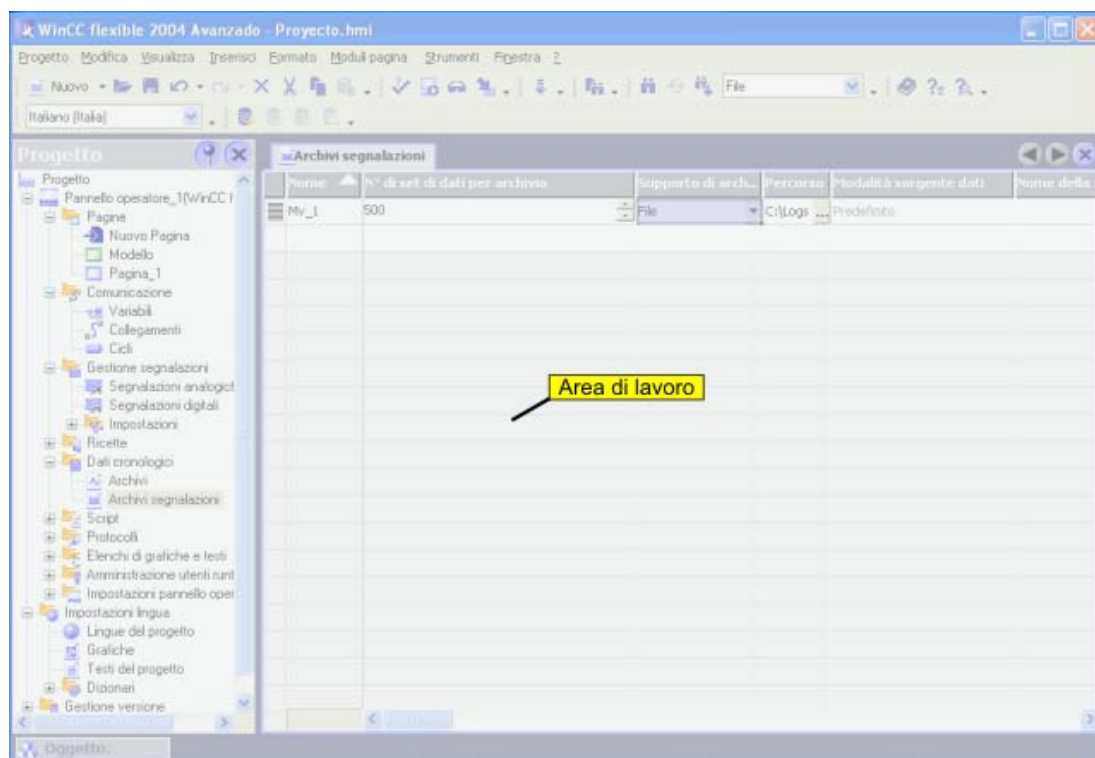 WinCC flexible 2004 Avanzado - Proyecto.hmi
Progetto Modifica Visualizza Inserisci Formato Moduli pagina Strumenti Finestra ?
Nuovo
File
Italiano (Italia)
Progetto
Archivi segnalazioni
Nome N° di set di dati per archivio Supporto di arch... Percorso Modalità sorgente dati Nome della
Mv_1 500 File C:\Logs ... Predefinito
Progetto
Pannello operatore_1(WinCC f
Pagine
Nuovo Pagina
Modello
Pagina_1
Comunicazione
Variabili
Collegamenti
Cicli
Gestione segnalazioni
Segnalazioni analogich
Segnalazioni digitali
Impostazioni
Ricette
Dati cronologici
Archivi
Archivi segnalazioni
Script
Protocolli
Elenchi di grafiche e testi
Amministrazione utenti runt
Impostazioni pannello oper
Impostazioni lingua
Lingue del progetto
Grafiche
Testi del progetto
Dizionari
Gestione versione
Area di lavoro
Oggetto: